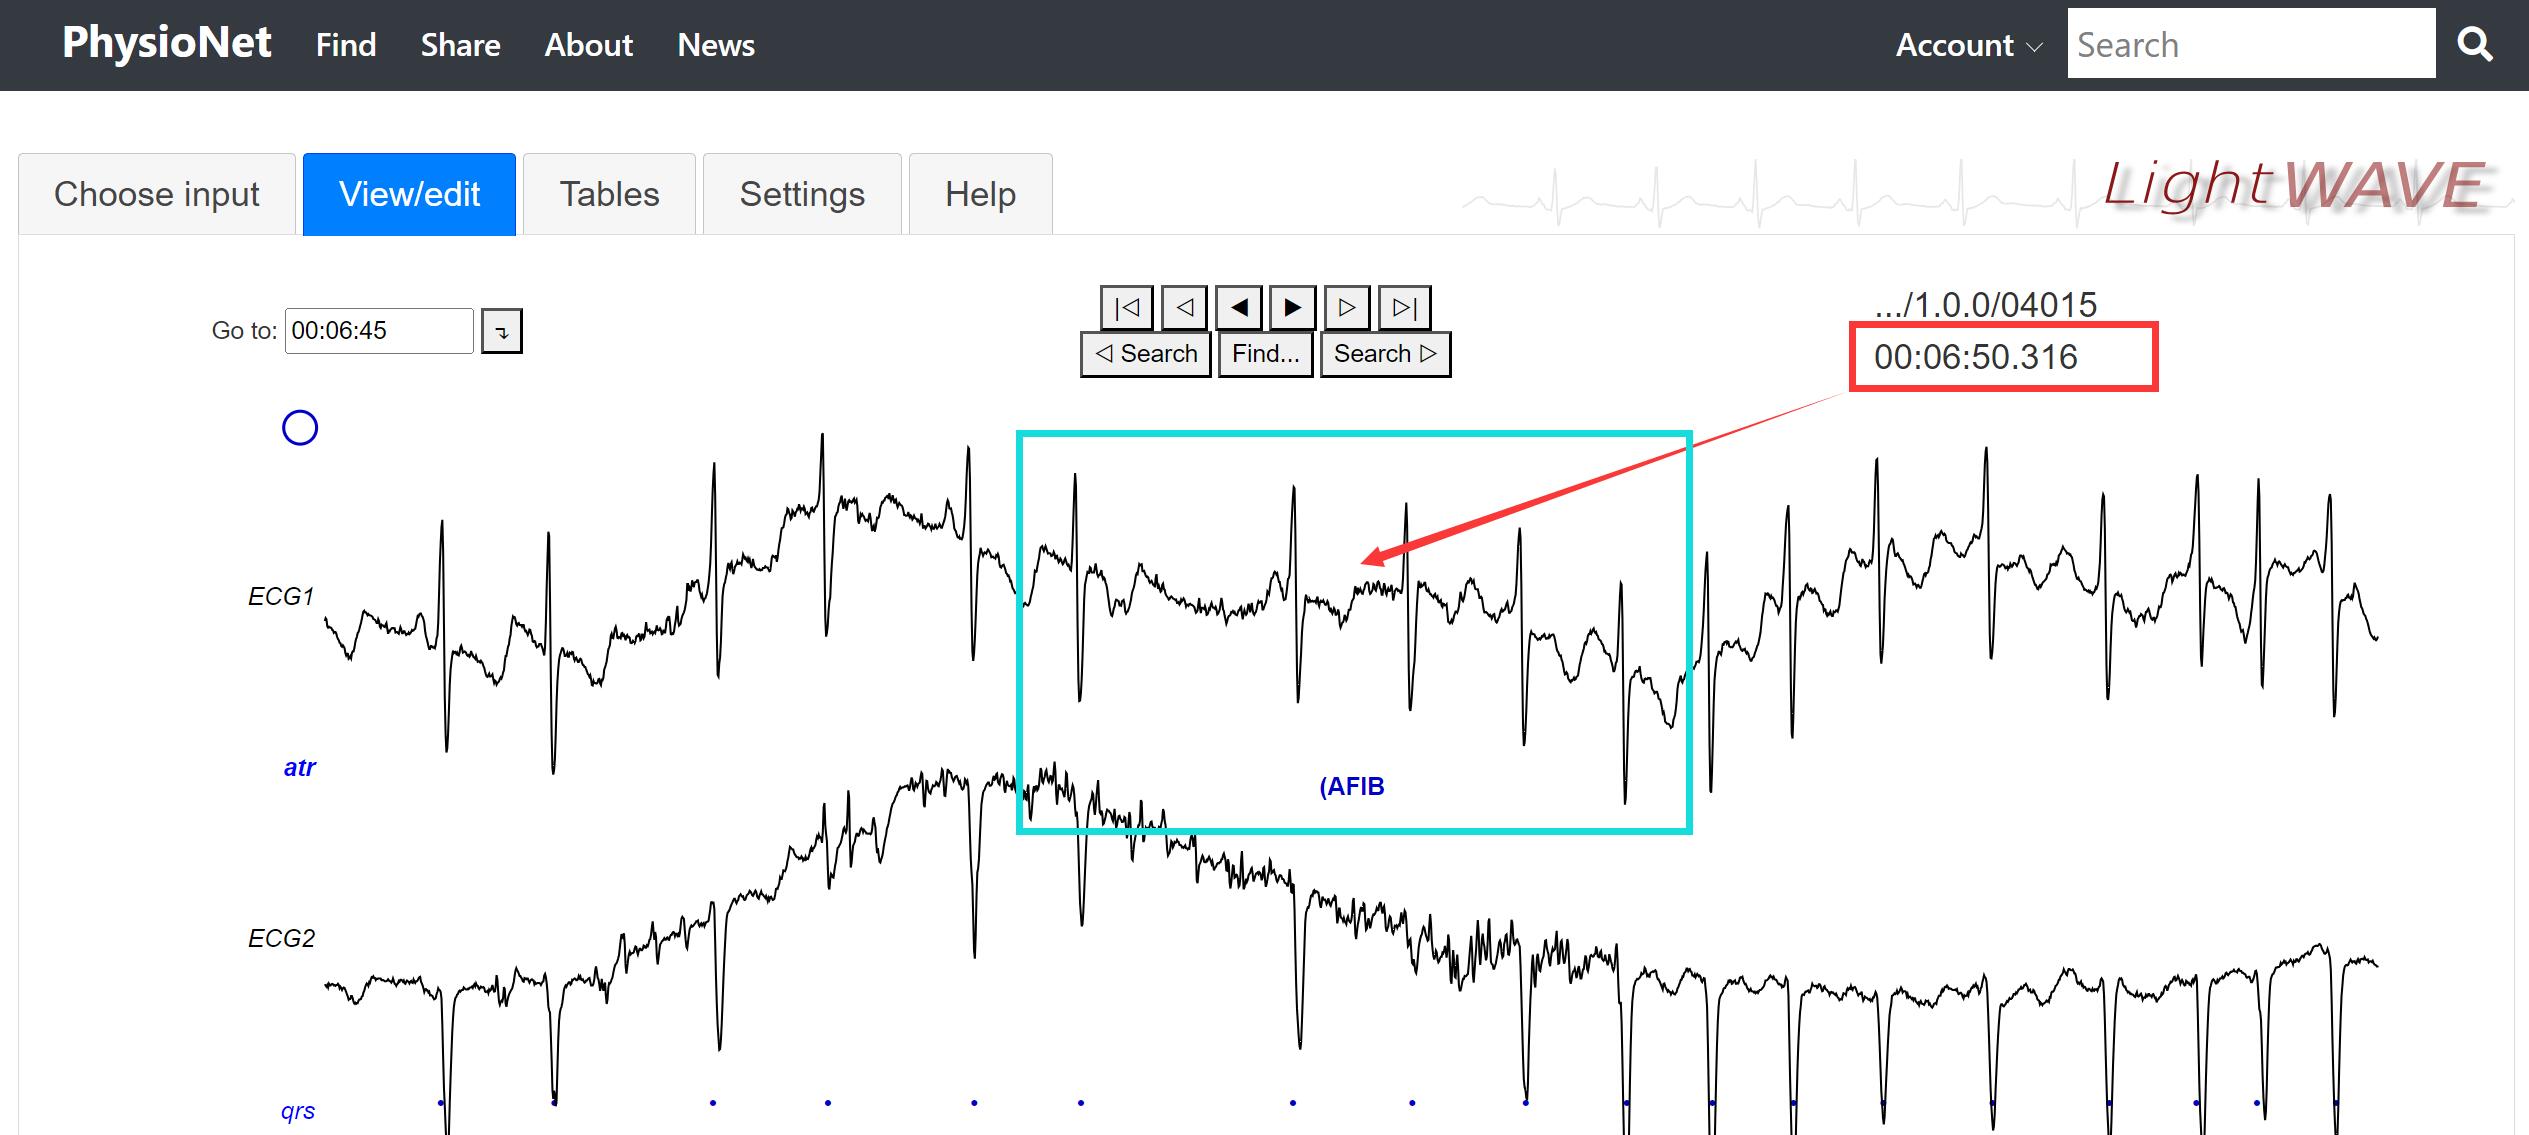 PhysioNet Find Share About News Account Search
Choose input View/edit Tables Settings Help LightWAVE
Go to: 00:06:45
◁ Search Find... Search ▷
.../1.0.0/04015
00:06:50.316
ECG1
atr
(AFIB
ECG2
qrs